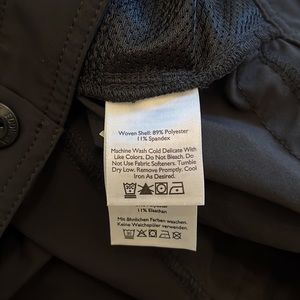 Woven Shell: 89% Polyester
11% Spandex
Machine Wash Cold Delicate With
Like Colors. Do Not Bleach. Do
Not Use Fabric Softeners. Tumble
Dry Low. Remove Promptly. Cool
Iron As Needed.
11% Elasthan
Mit ähnlichen Farben waschen.
Keine Weichspüler verwenden.